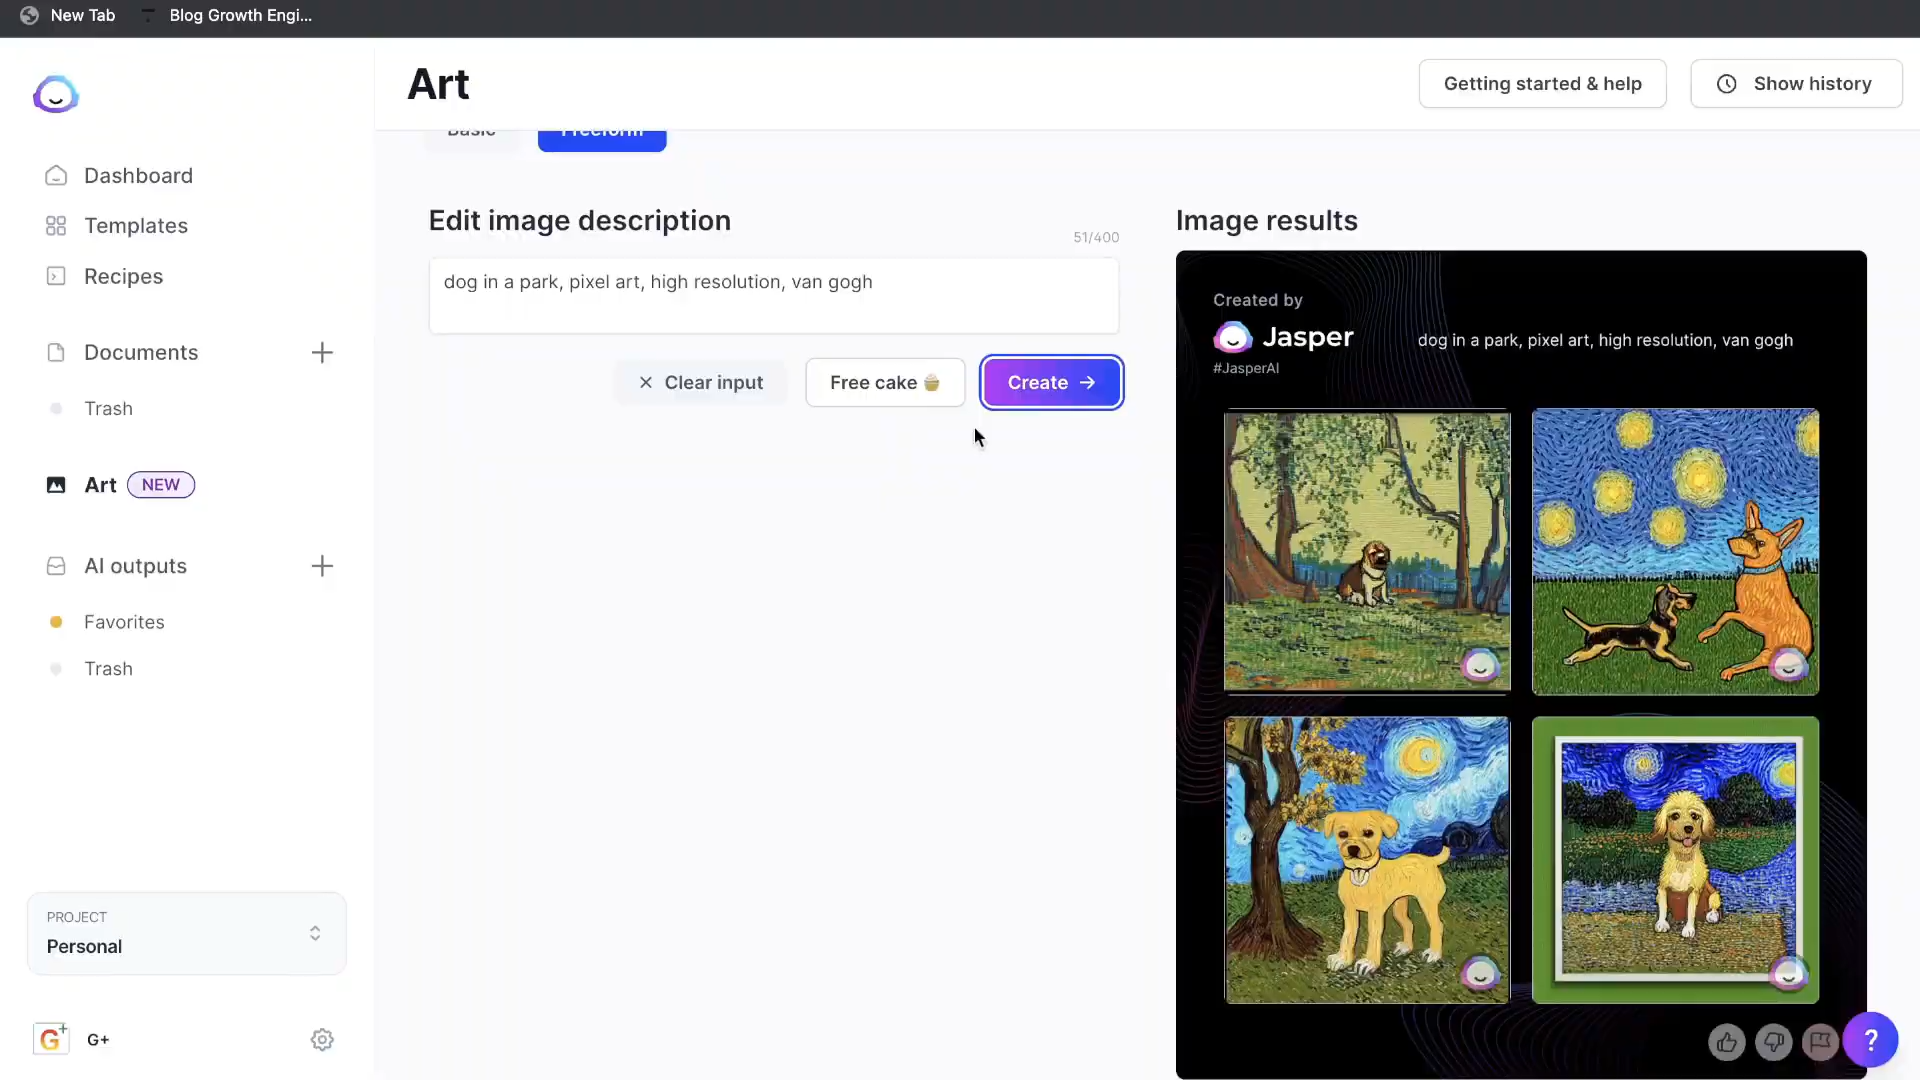 New Tab
Blog Growth Engi...
Art
Getting started & help
Show history
Basic
Freeform
Dashboard
Templates
Recipes
Documents
Trash
Art
NEW
AI outputs
Favorites
Trash
PROJECT
Personal
G
G+
Edit image description
51/400
dog in a park, pixel art, high resolution, van gogh
Clear input
Free cake 🧁
Create →
Image results
Created by
Jasper
#JasperAI
dog in a park, pixel art, high resolution, van gogh
?